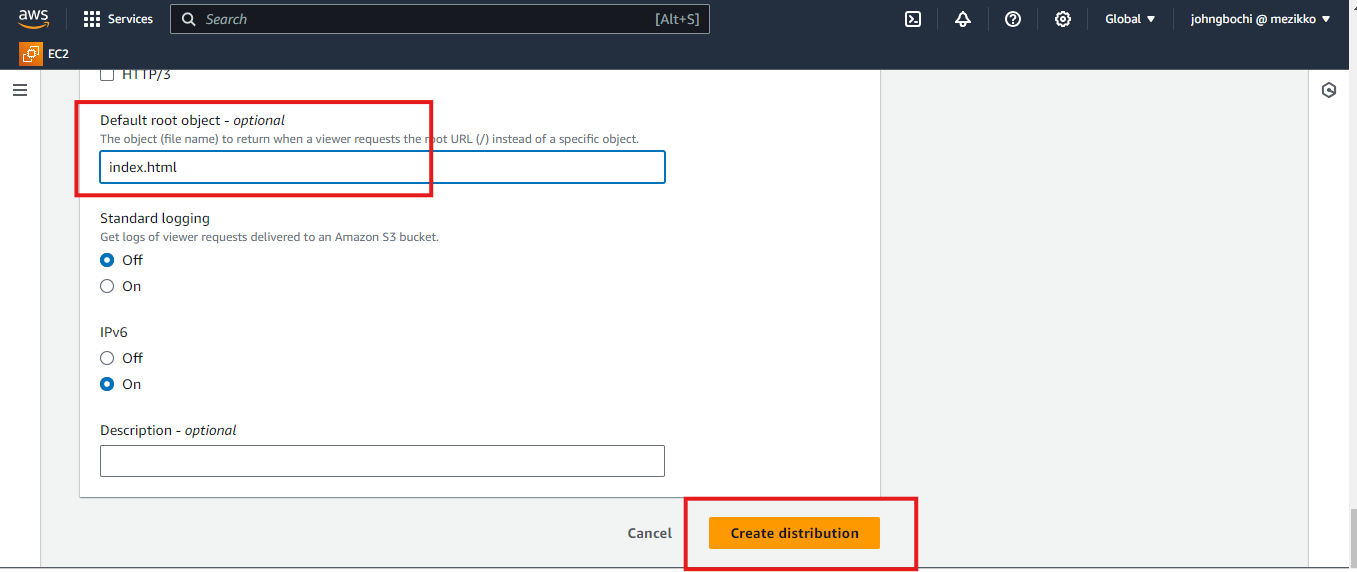 aws Services Search [Alt+S] Global johngbochi @ mezikko
EC2
HTTP/3
Default root object - optional
The object (file name) to return when a viewer requests the root URL (/) instead of a specific object.
index.html
Standard logging
Get logs of viewer requests delivered to an Amazon S3 bucket.
Off
On
IPv6
Off
On
Description - optional
Cancel Create distribution